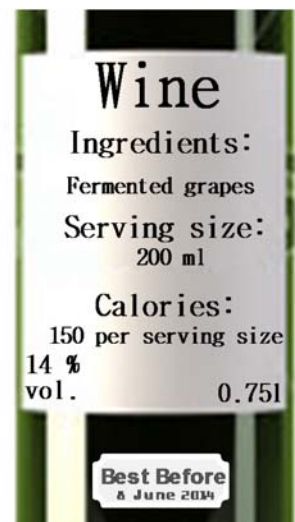 Wine
Ingredients:
Fermented grapes
Serving size:
200 ml
Calories:
150 per serving size
14 %
vol.
0.75l
Best Before
8 June 2014